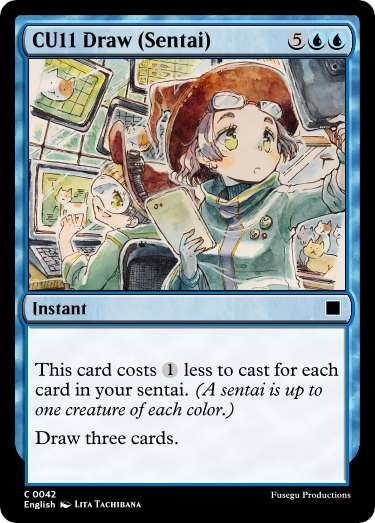 CU11 Draw (Sentai) 5
Instant
This card costs 1 less to cast for each
card in your sentai. (A sentai is up to
one creature of each color.)
Draw three cards.
C 0042
English Lita Tachibana
Fusegu Productions